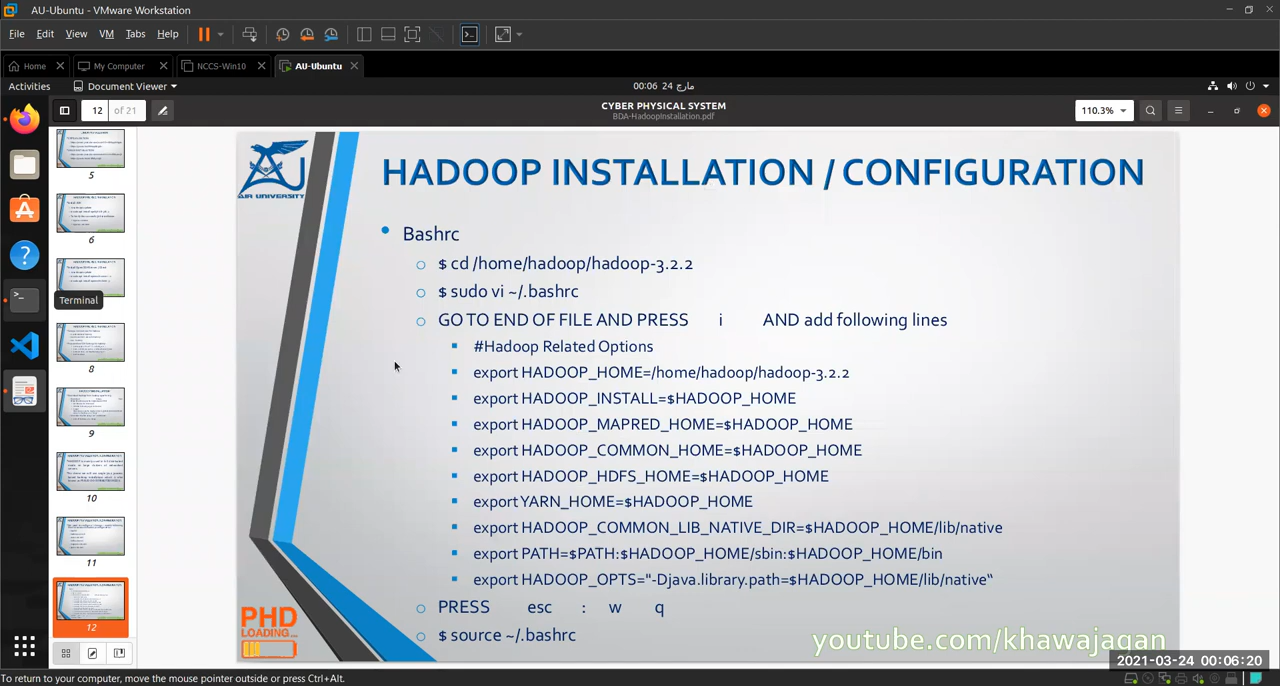 AU-Ubuntu - VMware Workstation
File Edit View VM Tabs Help
Home My Computer NCCS-Win10 AU-Ubuntu
Activities Document Viewer 00:06 24 مارچ
12 of 21 CYBER PHYSICAL SYSTEM 110.3%
BDA-HadoopInstallation.pdf
5
6
Terminal
8
9
10
11
12
AIR UNIVERSITY
HADOOP INSTALLATION / CONFIGURATION
Bashrc
$ cd /home/hadoop/hadoop-3.2.2
$ sudo vi ~/.bashrc
GO TO END OF FILE AND PRESS i AND add following lines
#Hadoop Related Options
export HADOOP_HOME=/home/hadoop/hadoop-3.2.2
export HADOOP_INSTALL=$HADOOP_HOME
export HADOOP_MAPRED_HOME=$HADOOP_HOME
export HADOOP_COMMON_HOME=$HADOOP_HOME
export HADOOP_HDFS_HOME=$HADOOP_HOME
export YARN_HOME=$HADOOP_HOME
export HADOOP_COMMON_LIB_NATIVE_DIR=$HADOOP_HOME/lib/native
export PATH=$PATH:$HADOOP_HOME/sbin:$HADOOP_HOME/bin
export HADOOP_OPTS="-Djava.library.path=$HADOOP_HOME/lib/native"
PRESS esc : w q
$ source ~/.bashrc
PHD
LOADING...
youtube.com/khawajagan
2021-03-24 00:06:20
To return to your computer, move the mouse pointer outside or press Ctrl+Alt.